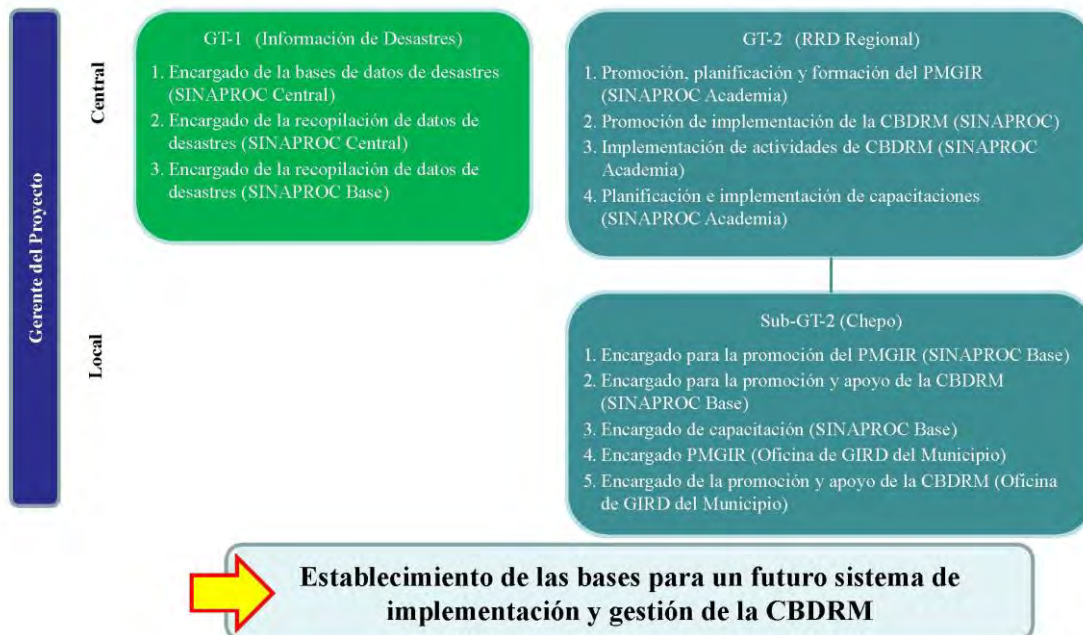 Gerente del Proyecto
Central
Local
GT-1 (Información de Desastres)
1. Encargado de la bases de datos de desastres
(SINAPROC Central)
2. Encargado de la recopilación de datos de
desastres (SINAPROC Central)
3. Encargado de la recopilación de datos de
desastres (SINAPROC Base)
GT-2 (RRD Regional)
1. Promoción, planificación y formación del PMGIR
(SINAPROC Academia)
2. Promoción de implementación de la CBDRM (SINAPROC)
3. Implementación de actividades de CBDRM (SINAPROC
Academia)
4. Planificación e implementación de capacitaciones
(SINAPROC Academia)
Sub-GT-2 (Chepo)
1. Encargado para la promoción del PMGIR (SINAPROC Base)
2. Encargado para la promoción y apoyo de la CBDRM
(SINAPROC Base)
3. Encargado de capacitación (SINAPROC Base)
4. Encargado PMGIR (Oficina de GIRD del Municipio)
5. Encargado de la promoción y apoyo de la CBDRM (Oficina
de GIRD del Municipio)
Establecimiento de las bases para un futuro sistema de
implementación y gestión de la CBDRM